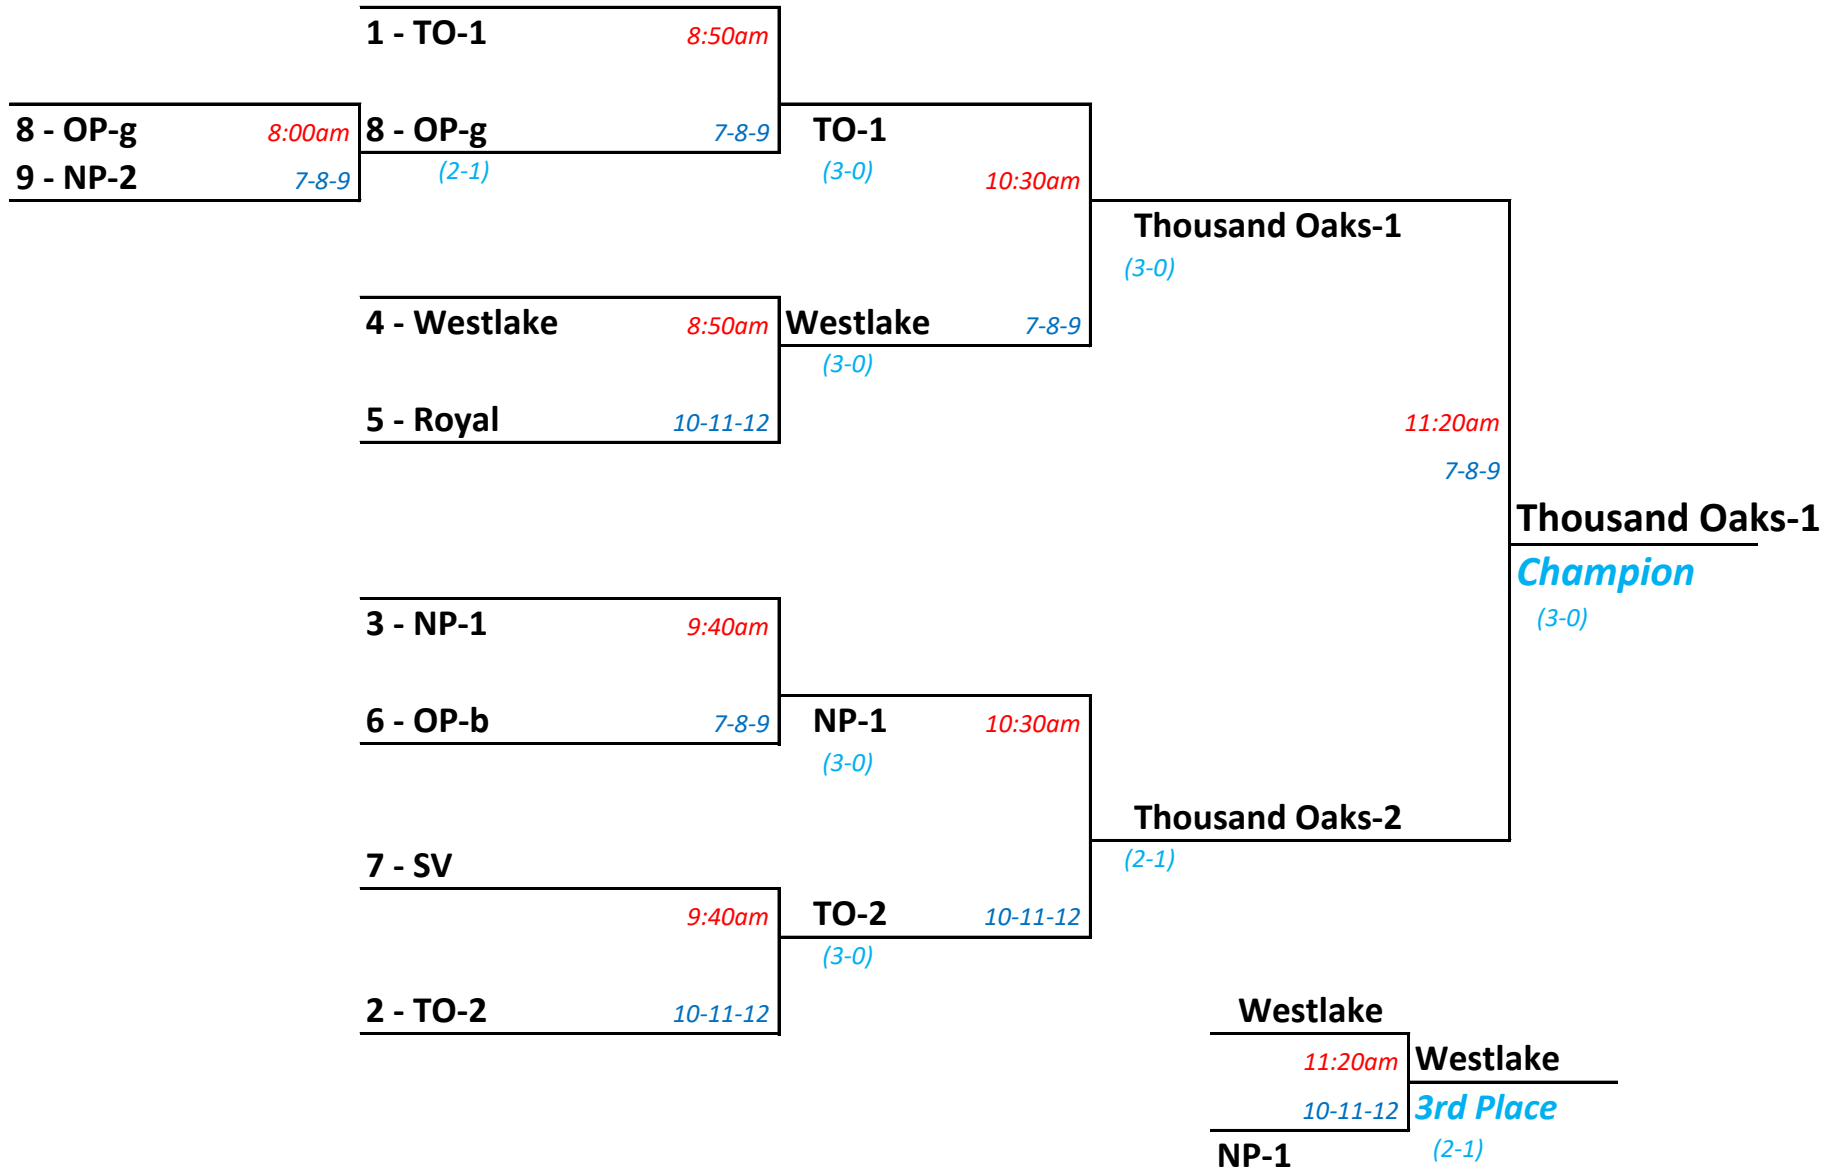 1 - TO-1 8:50am
8 - OP-g 8:00am 8 - OP-g 7-8-9 TO-1
9 - NP-2 7-8-9 (2-1) (3-0) 10:30am
Thousand Oaks-1
(3-0)
4 - Westlake 8:50am Westlake 7-8-9
(3-0)
5 - Royal 10-11-12 11:20am
7-8-9
Thousand Oaks-1
Champion
3 - NP-1 9:40am (3-0)
6 - OP-b 7-8-9 NP-1 10:30am
(3-0)
Thousand Oaks-2
7 - SV (2-1)
9:40am TO-2 10-11-12
(3-0)
2 - TO-2 10-11-12 Westlake
11:20am Westlake
10-11-12 3rd Place
NP-1 (2-1)